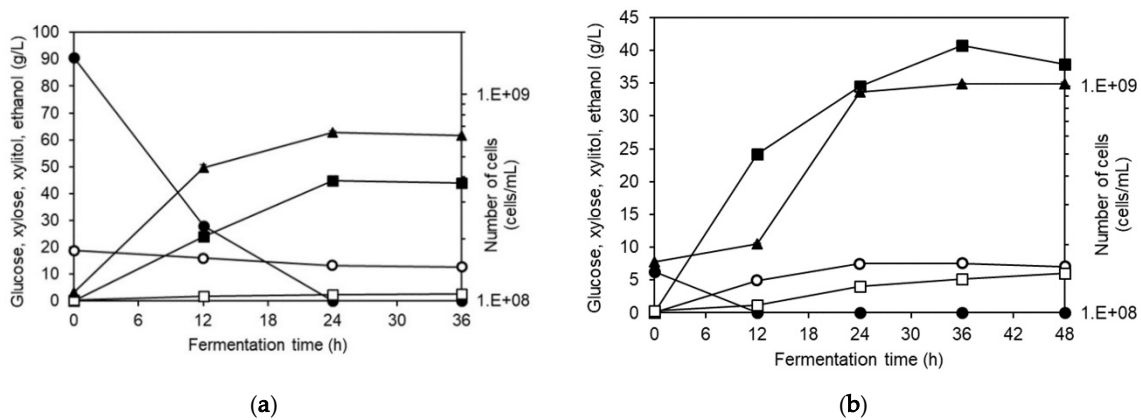 Glucose, xylose, xylitol, ethanol (g/L)
100
90
80
70
60
50
40
30
20
10
0
0 6 12 18 24 30 36
Fermentation time (h)
1.E+09
1.E+08
Number of cells
(cells/mL)
(a)
Glucose, xylose, xylitol, ethanol (g/L)
45
40
35
30
25
20
15
10
5
0
0 6 12 18 24 30 36 42 48
Fermentation time (h)
1.E+09
1.E+08
Number of cells
(cells/mL)
(b)